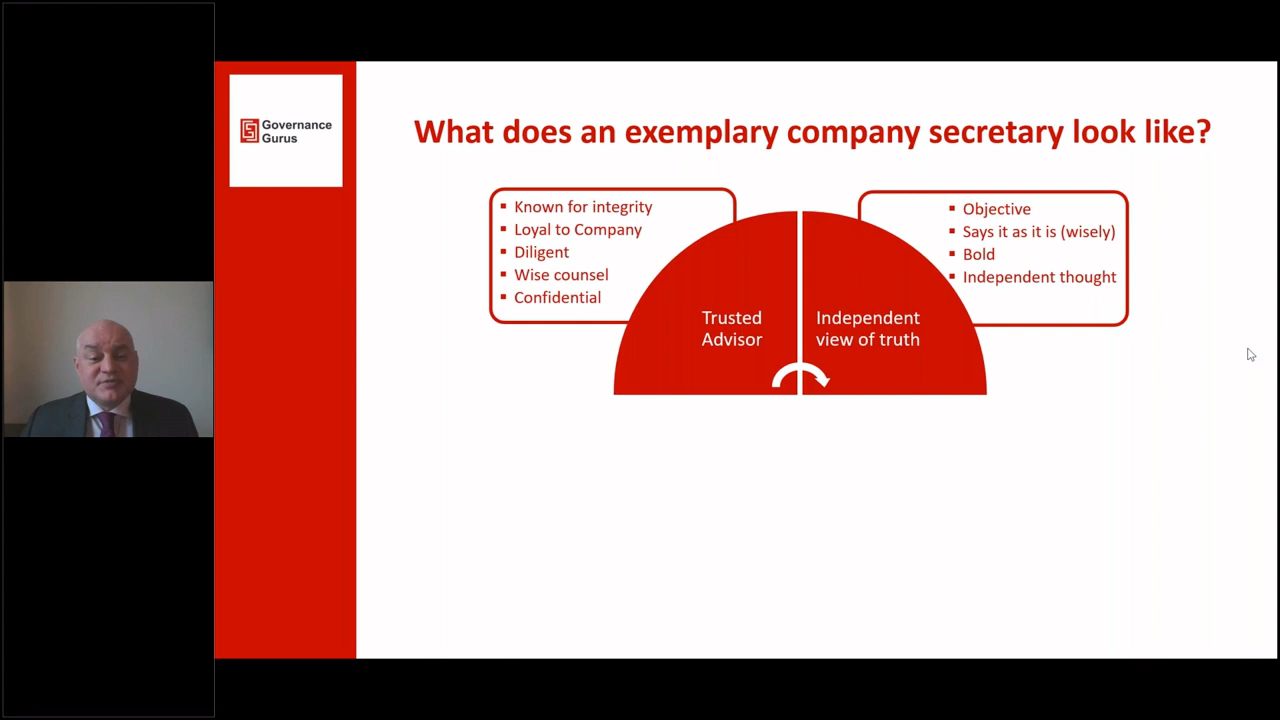 Governance
Gurus
What does an exemplary company secretary look like?
▪ Known for integrity
▪ Loyal to Company
▪ Diligent
▪ Wise counsel
▪ Confidential
▪ Objective
▪ Says it as it is (wisely)
▪ Bold
▪ Independent thought
Trusted
Advisor
Independent
view of truth